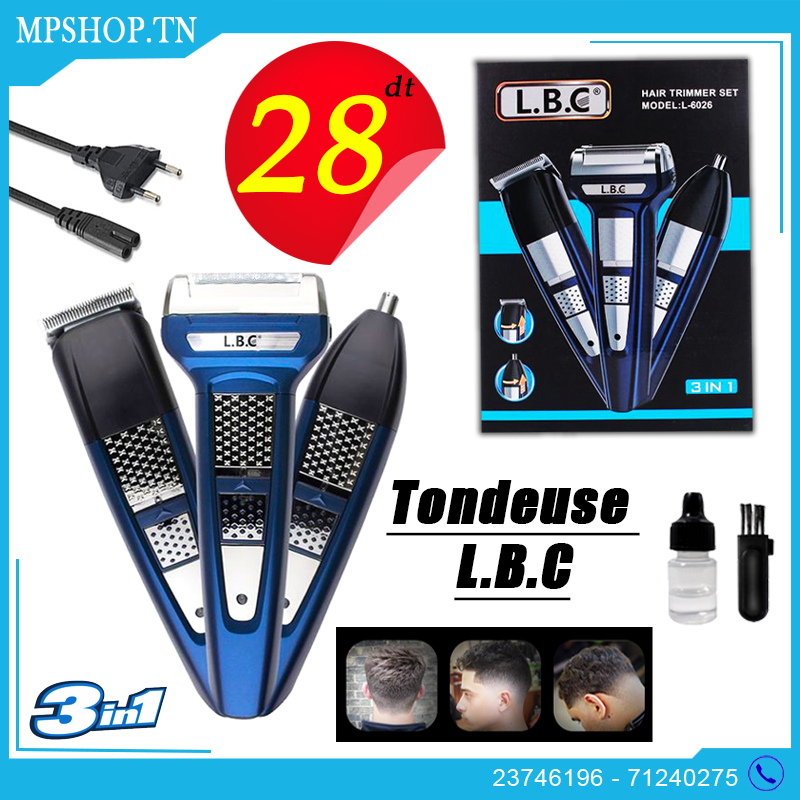 MPSHOP.TN
28 dt
L.B.C®
HAIR TRIMMER SET
MODEL:L-6026
L.B.C
3 IN 1
L.B.C
Tondeuse
L.B.C
3in1
23746196 - 71240275